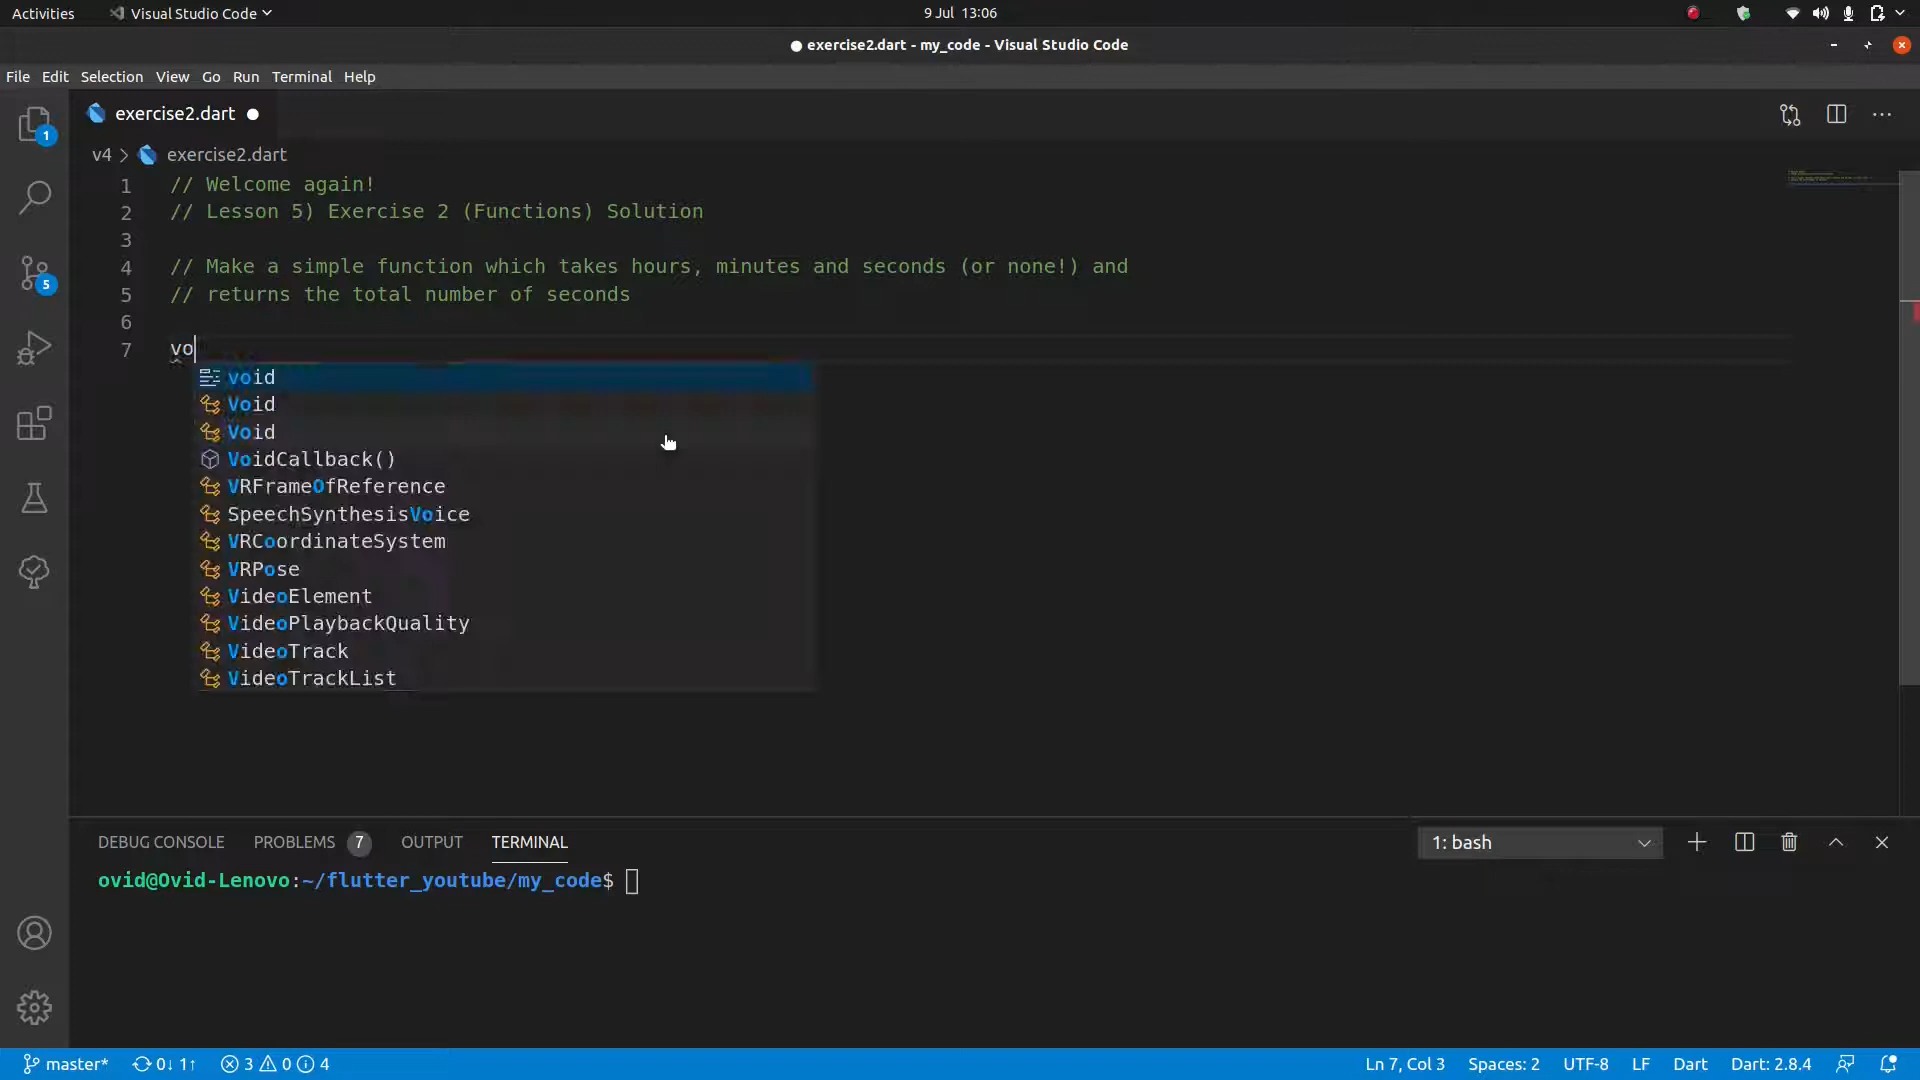 Activities Visual Studio Code 9 Jul 13:06
● exercise2.dart - my_code - Visual Studio Code
File Edit Selection View Go Run Terminal Help
1
exercise2.dart ●
v4 > exercise2.dart
1 // Welcome again!
2 // Lesson 5) Exercise 2 (Functions) Solution
3
4 // Make a simple function which takes hours, minutes and seconds (or none!) and
5 // returns the total number of seconds
5
6
7 vo
void
Void
Void
VoidCallback()
VRFrameOfReference
SpeechSynthesisVoice
VRCoordinateSystem
VRPose
VideoElement
VideoPlaybackQuality
VideoTrack
VideoTrackList
DEBUG CONSOLE PROBLEMS 7 OUTPUT TERMINAL 1: bash
ovid@Ovid-Lenovo:~/flutter_youtube/my_code$
master* 0↓ 1↑ 3 0 4 Ln 7, Col 3 Spaces: 2 UTF-8 LF Dart Dart: 2.8.4